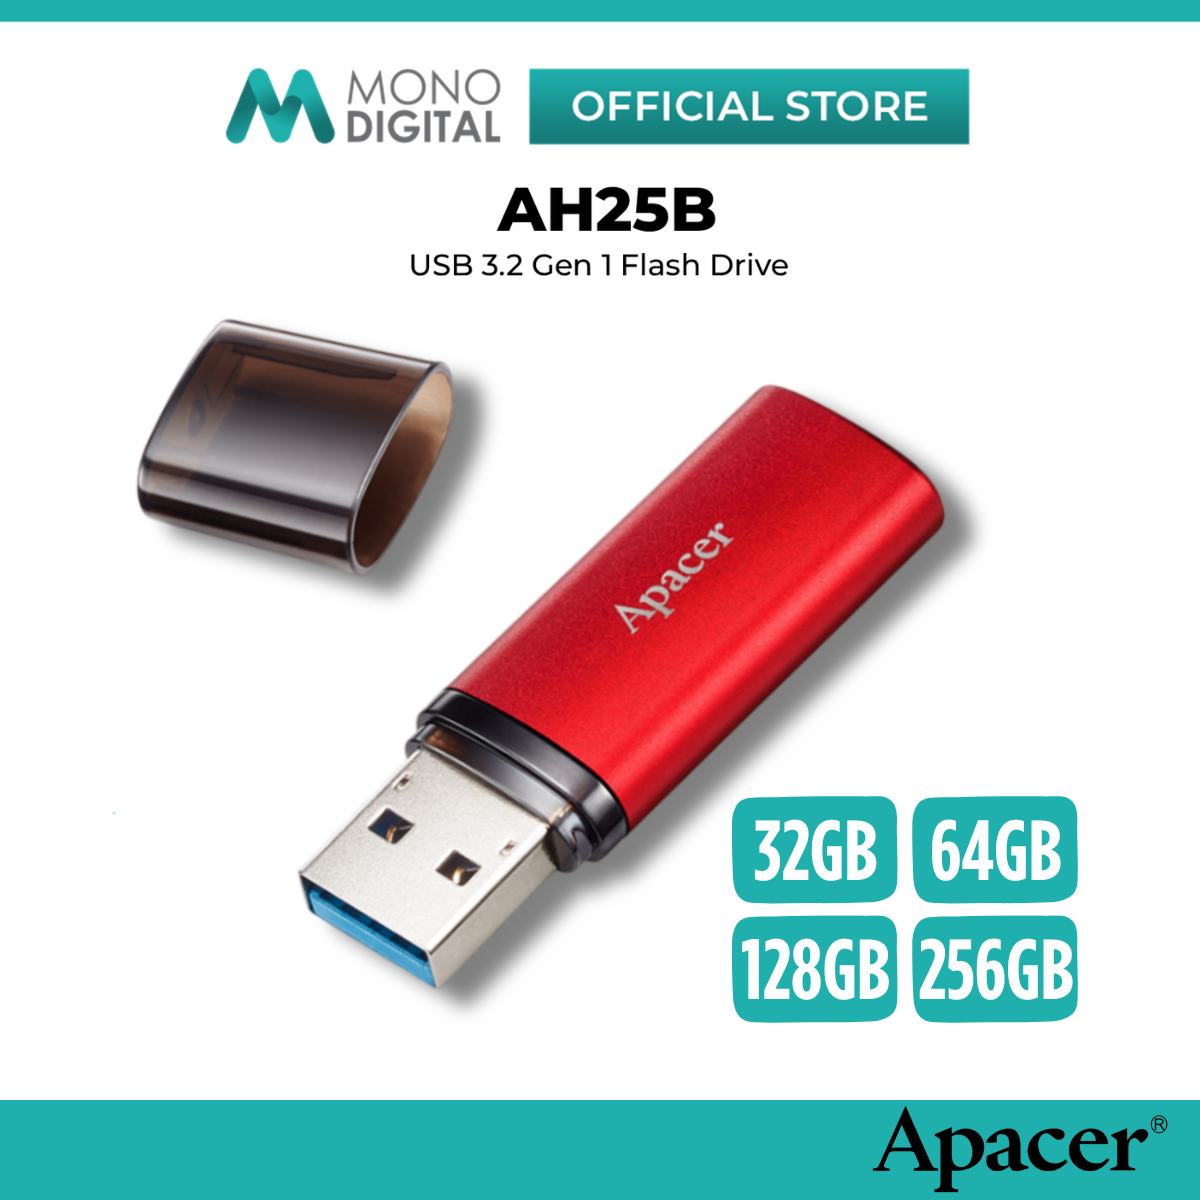 MONO
DIGITAL
OFFICIAL STORE
AH25B
USB 3.2 Gen 1 Flash Drive
Apacer
32GB
64GB
128GB
256GB
Apacer®